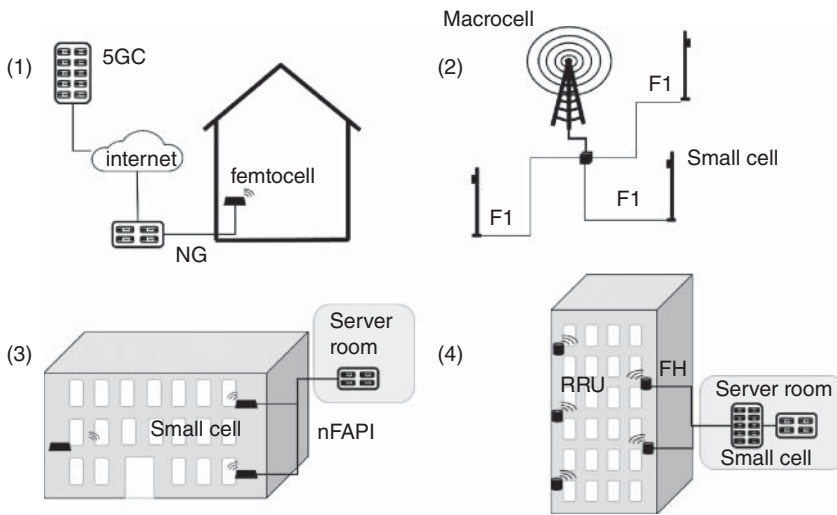 (1)
5GC
internet
femtocell
NG
Macrocell
(2)
F1
Small cell
F1
F1
(3)
Server
room
Small cell
nFAPI
(4)
RRU
FH
Server room
Small cell